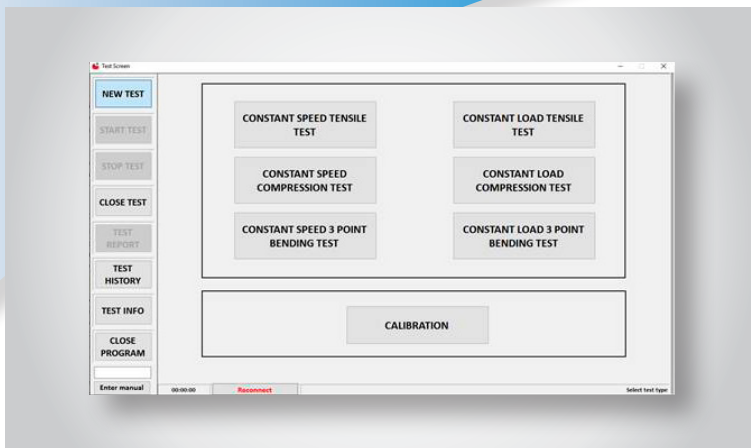 Test Screen
NEW TEST
START TEST
STOP TEST
CLOSE TEST
TEST
REPORT
TEST
HISTORY
TEST INFO
CLOSE
PROGRAM
Enter manual
CONSTANT SPEED TENSILE
TEST
CONSTANT LOAD TENSILE
TEST
CONSTANT SPEED
COMPRESSION TEST
CONSTANT LOAD
COMPRESSION TEST
CONSTANT SPEED 3 POINT
BENDING TEST
CONSTANT LOAD 3 POINT
BENDING TEST
CALIBRATION
00:00:00
Reconnect
Select test type